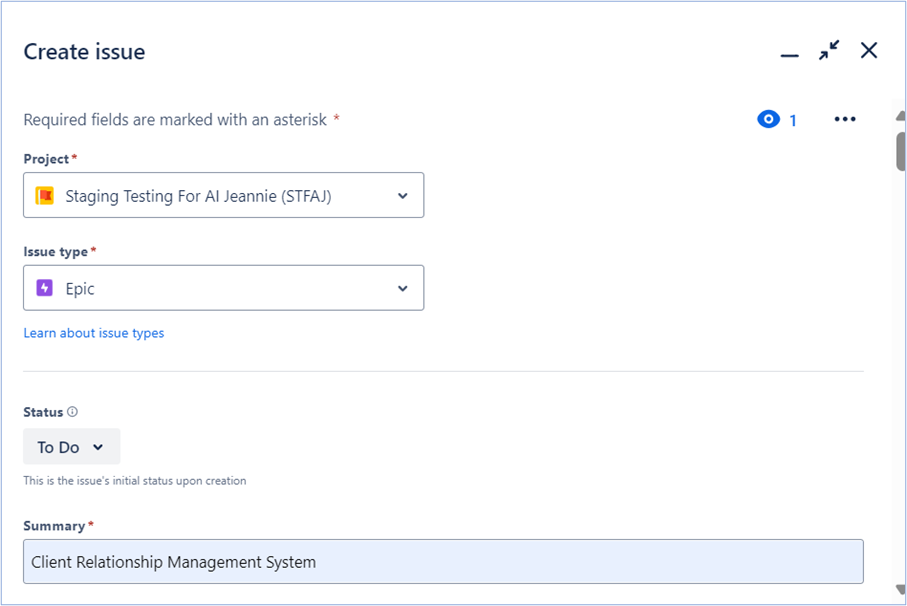 Create issue
Required fields are marked with an asterisk *
1
Project*
Staging Testing For AI Jeannie (STFAJ)
Issue type*
Epic
Learn about issue types
Status
To Do
This is the issue's initial status upon creation
Summary*
Client Relationship Management System